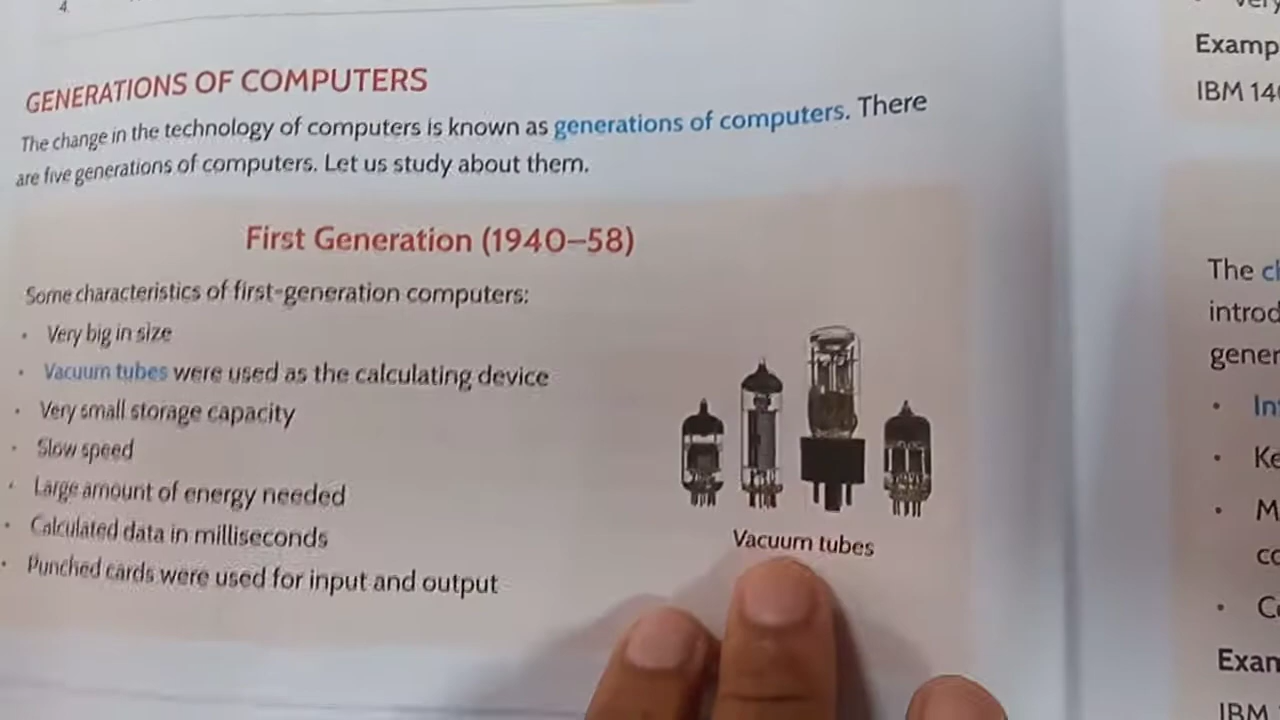 4.
GENERATIONS OF COMPUTERS
The change in the technology of computers is known as generations of computers. There
are five generations of computers. Let us study about them.
First Generation (1940–58)
Some characteristics of first-generation computers:
• Very big in size
• Vacuum tubes were used as the calculating device
• Very small storage capacity
• Slow speed
• Large amount of energy needed
• Calculated data in milliseconds
• Punched cards were used for input and output
Vacuum tubes
Examp
IBM 14
The
introd
gener
• In
• Ke
• M
• C
Exam
IBM